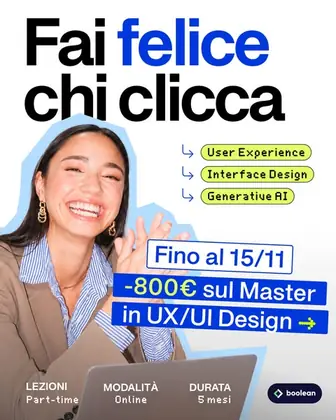 Fai felice
chi clicca
User Experience
Interface Design
Generative AI
Fino al 15/11
-800€ sul Master
in UX/UI Design →
LEZIONI
Part-time
MODALITÀ
Online
DURATA
5 mesi
boolean